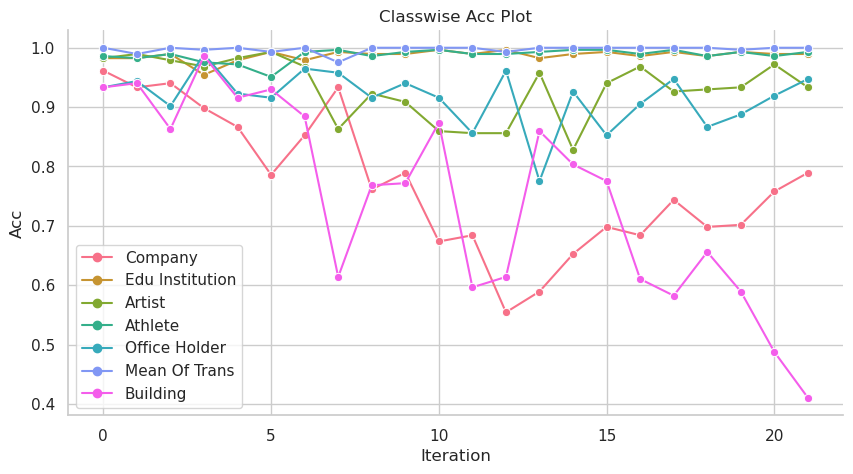 Classwise Acc Plot
Acc
1.0
0.9
0.8
0.7
0.6
0.5
0.4
Company
Edu Institution
Artist
Athlete
Office Holder
Mean Of Trans
Building
0 5 10 15 20
Iteration